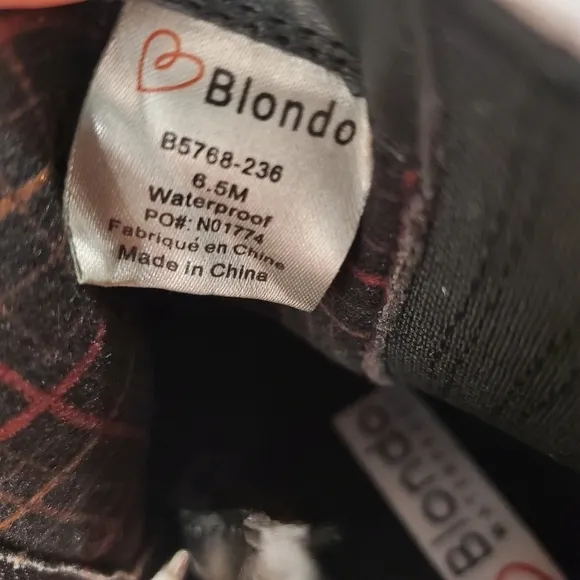 Blondo
B5768-236
6.5M
Waterproof
PO#: N01774
Fabriqué en Chine
Made in China
Blondo